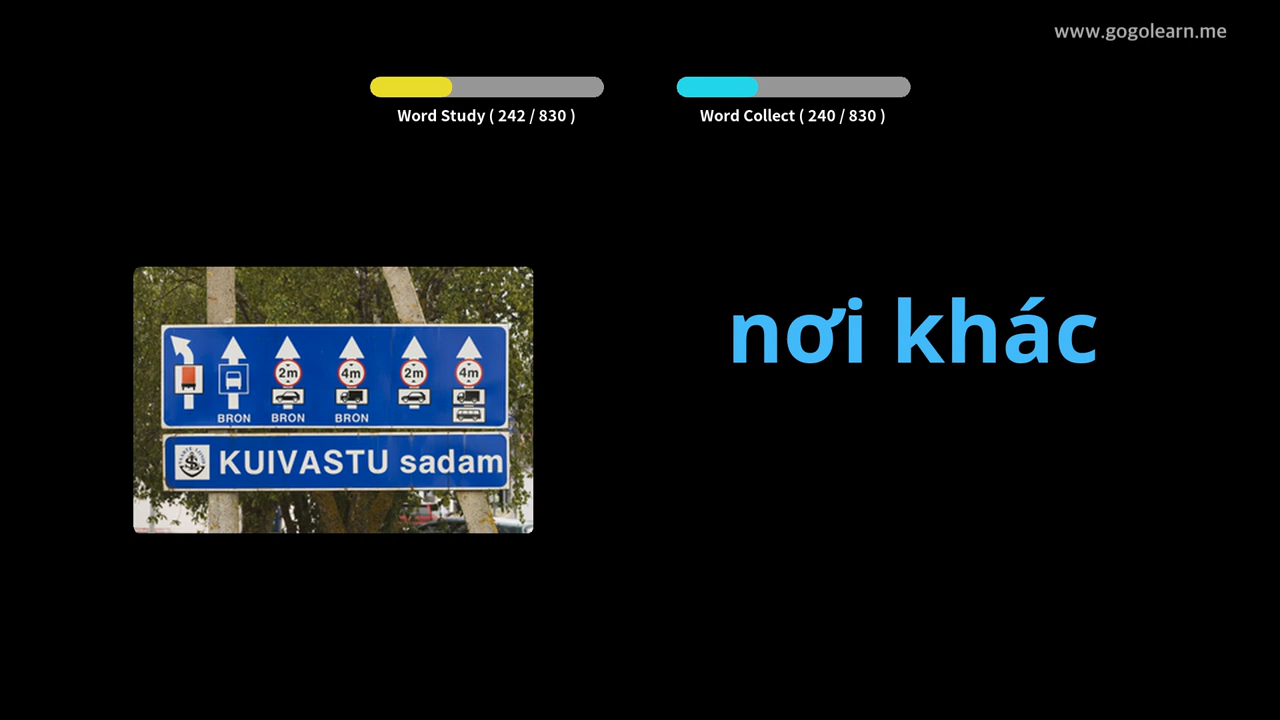 www.gogolearn.me
Word Study ( 242 / 830 )
Word Collect ( 240 / 830 )
nơi khác
2m
4m
2m
4m
BRON
BRON
BRON
KUIVASTU sadam